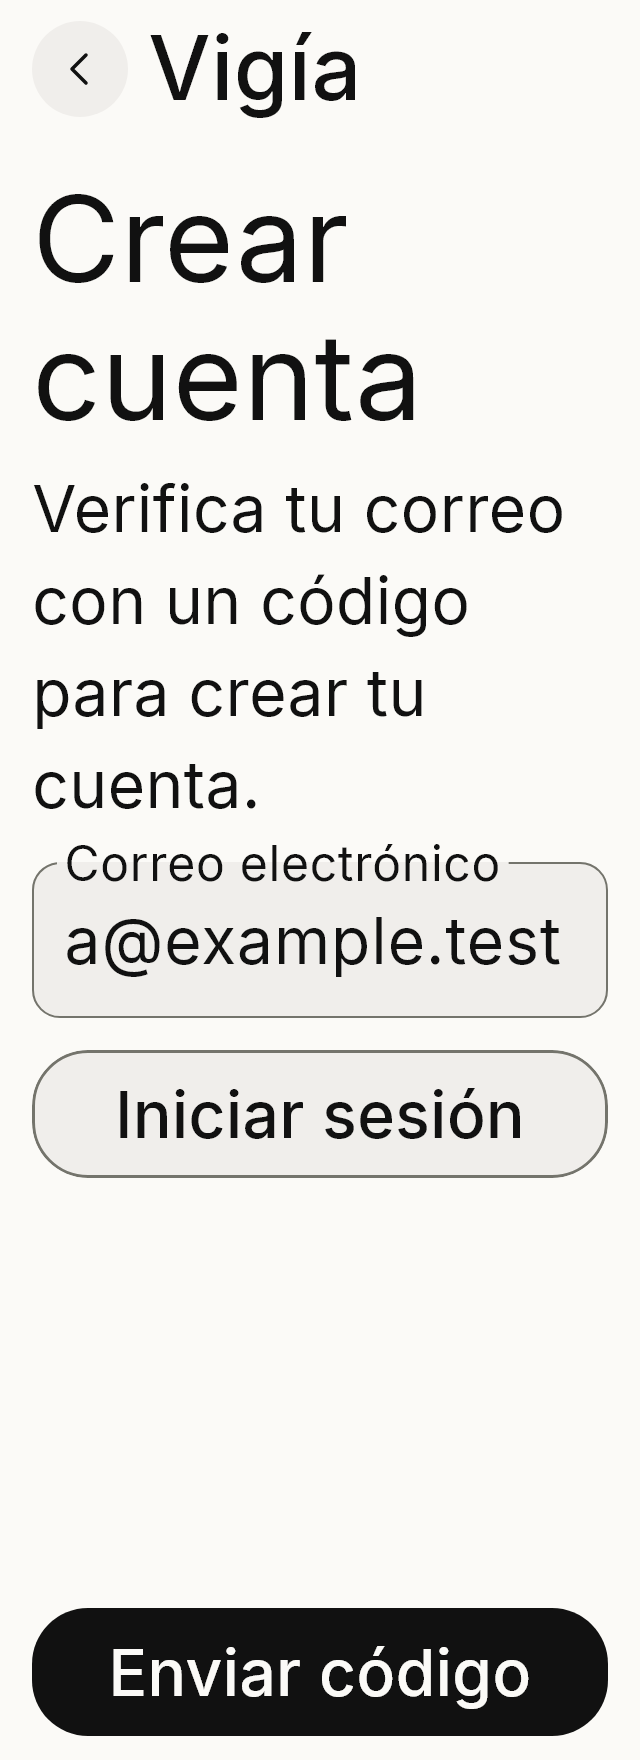 Vigía
Crear
cuenta
Verifica tu correo
con un código
para crear tu
cuenta.
Correo electrónico
a@example.test
Iniciar sesión
Enviar código